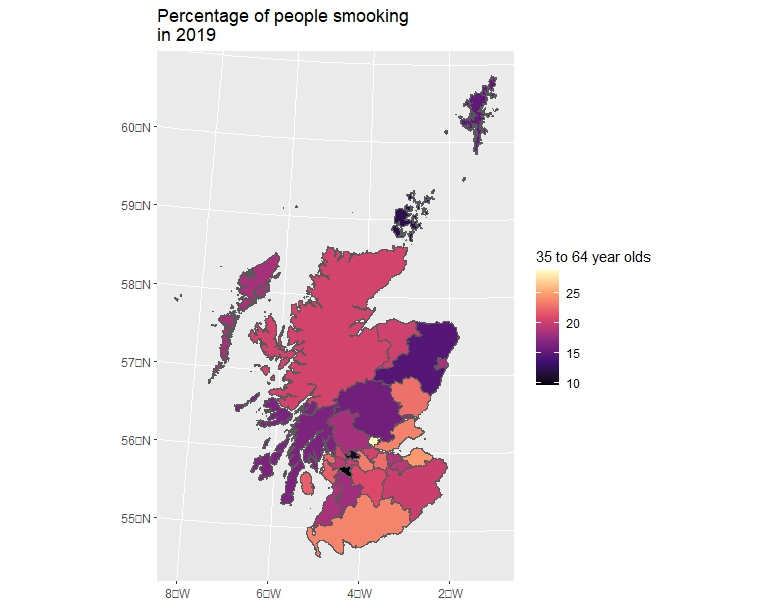 Percentage of people smooking
in 2019
60□N
59□N
58□N
57□N
56□N
55□N
8□W
6□W
4□W
2□W
35 to 64 year olds
25
20
15
10